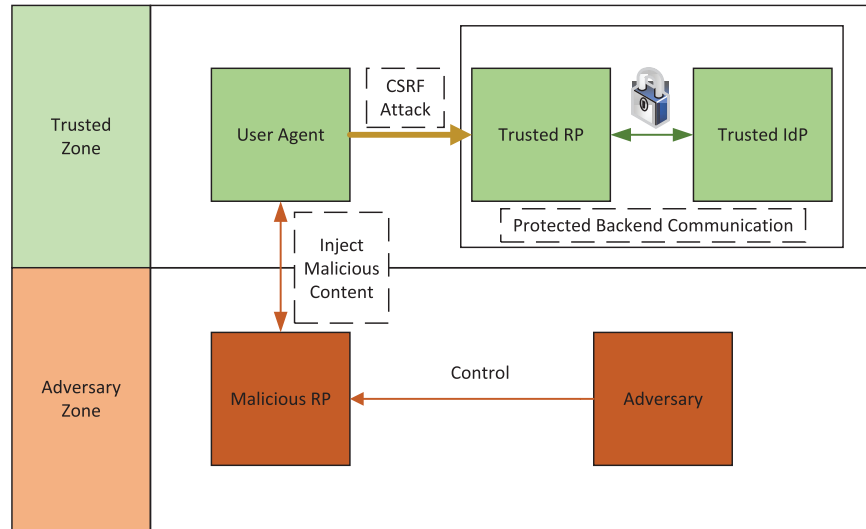 Trusted
Zone
User Agent
CSRF
Attack
Trusted RP
Trusted IdP
Protected Backend Communication
Inject
Malicious
Content
Adversary
Zone
Malicious RP
Control
Adversary